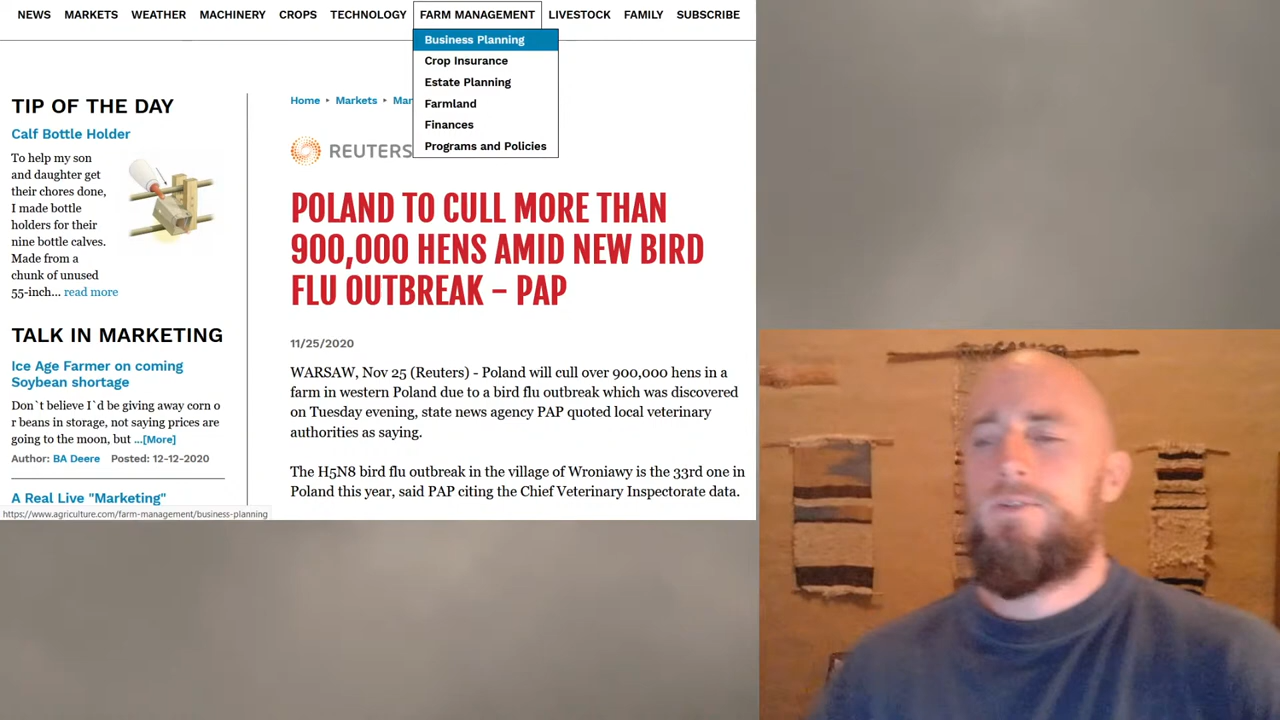 NEWS MARKETS WEATHER MACHINERY CROPS TECHNOLOGY FARM MANAGEMENT LIVESTOCK FAMILY SUBSCRIBE
Business Planning
Crop Insurance
Estate Planning
Farmland
Finances
Programs and Policies
TIP OF THE DAY
Calf Bottle Holder
To help my son
and daughter get
their chores done,
I made bottle
holders for their
nine bottle calves.
Made from a
chunk of unused
55-inch... read more
TALK IN MARKETING
Ice Age Farmer on coming
Soybean shortage
Don`t believe I`d be giving away corn o
r beans in storage, not saying prices are
going to the moon, but ...[More]
Author: BA Deere Posted: 12-12-2020
A Real Live "Marketing"
Home ‣ Markets ‣ Mar
REUTERS
POLAND TO CULL MORE THAN
900,000 HENS AMID NEW BIRD
FLU OUTBREAK – PAP
11/25/2020
WARSAW, Nov 25 (Reuters) - Poland will cull over 900,000 hens in a
farm in western Poland due to a bird flu outbreak which was discovered
on Tuesday evening, state news agency PAP quoted local veterinary
authorities as saying.
The H5N8 bird flu outbreak in the village of Wroniawy is the 33rd one in
Poland this year, said PAP citing the Chief Veterinary Inspectorate data.
https://www.agriculture.com/farm-management/business-planning